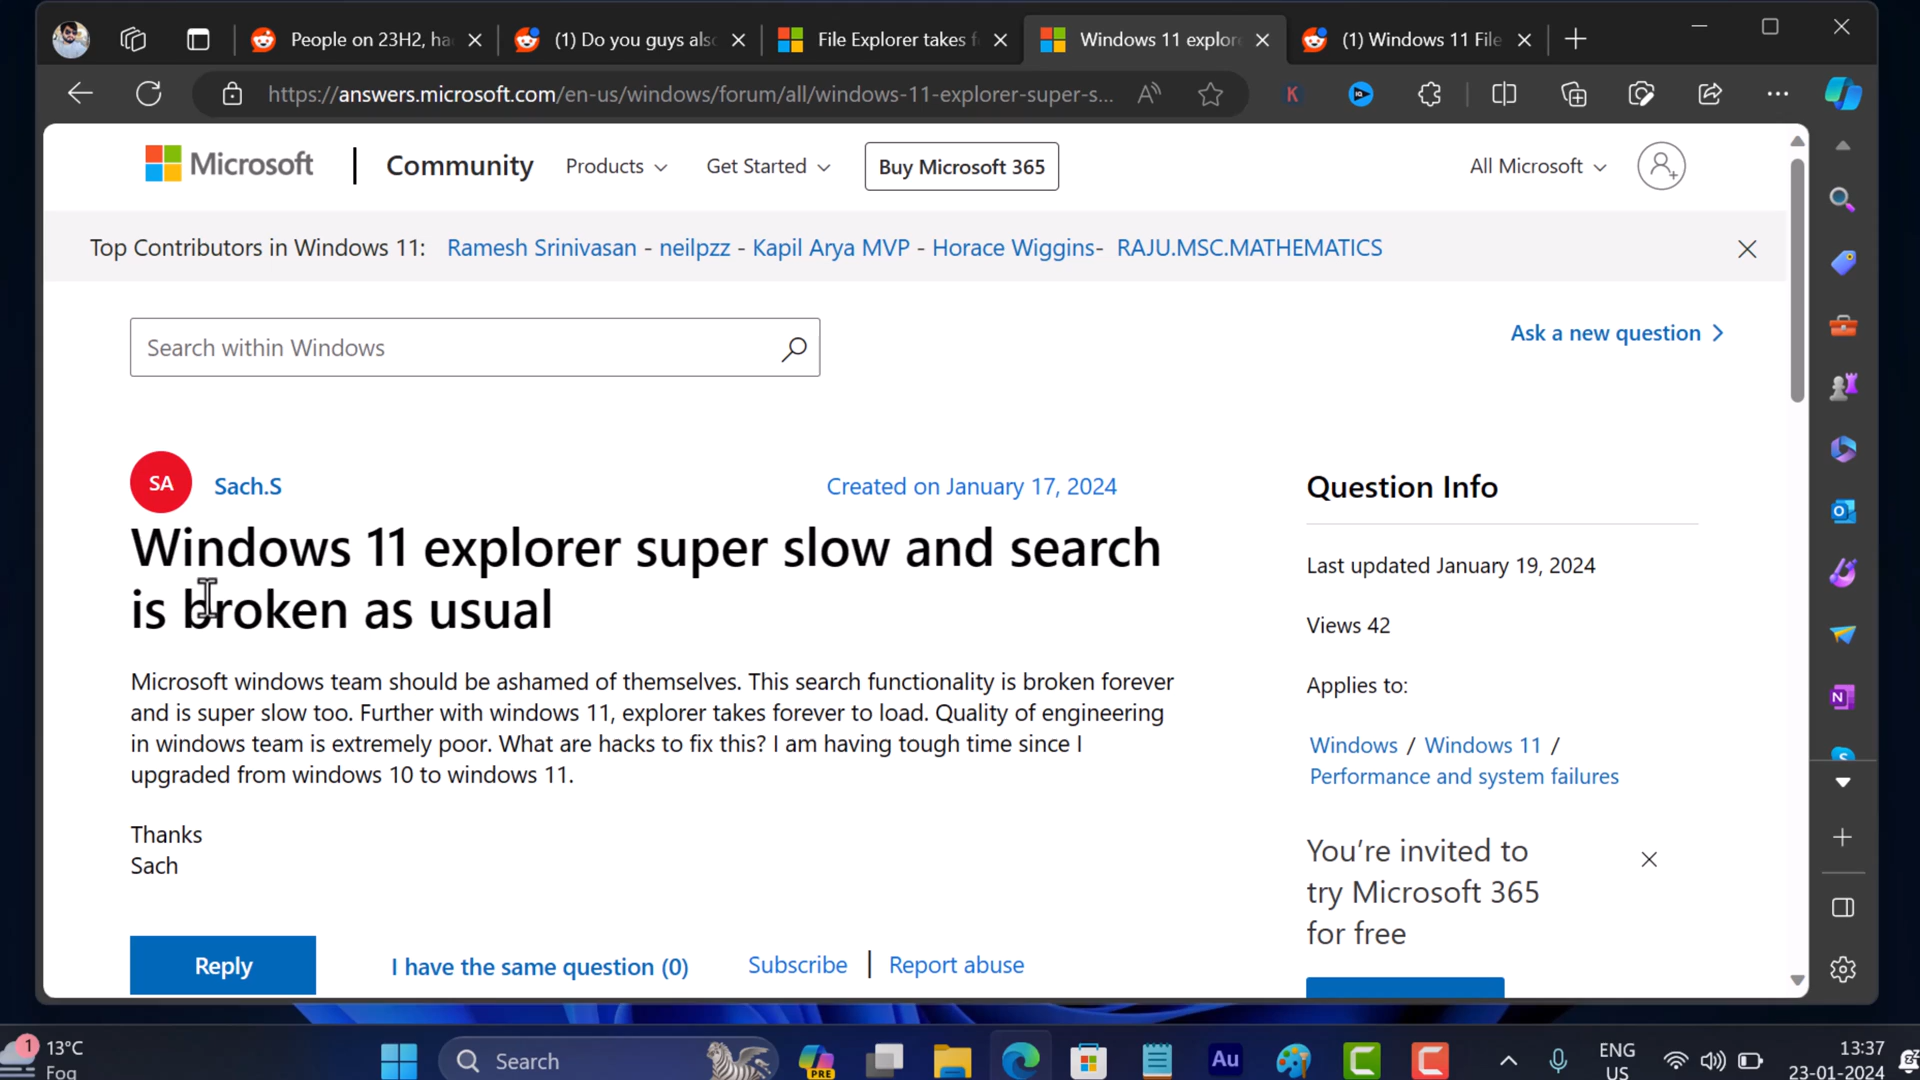 People on 23H2, ha
(1) Do you guys als
File Explorer takes f
Windows 11 explor
(1) Windows 11 File
https://answers.microsoft.com/en-us/windows/forum/all/windows-11-explorer-super-s...
Microsoft
Community
Products
Get Started
Buy Microsoft 365
All Microsoft
Top Contributors in Windows 11: Ramesh Srinivasan - neilpzz - Kapil Arya MVP - Horace Wiggins- RAJU.MSC.MATHEMATICS
Search within Windows
Ask a new question
SA
Sach.S
Created on January 17, 2024
Windows 11 explorer super slow and search
is broken as usual
Microsoft windows team should be ashamed of themselves. This search functionality is broken forever
and is super slow too. Further with windows 11, explorer takes forever to load. Quality of engineering
in windows team is extremely poor. What are hacks to fix this? I am having tough time since I
upgraded from windows 10 to windows 11.
Thanks
Sach
Reply
I have the same question (0)
Subscribe | Report abuse
Question Info
Last updated January 19, 2024
Views 42
Applies to:
Windows / Windows 11 /
Performance and system failures
You're invited to
try Microsoft 365
for free
1
13°C
Fog
Search
PRE
Au
ENG
US
13:37
23-01-2024